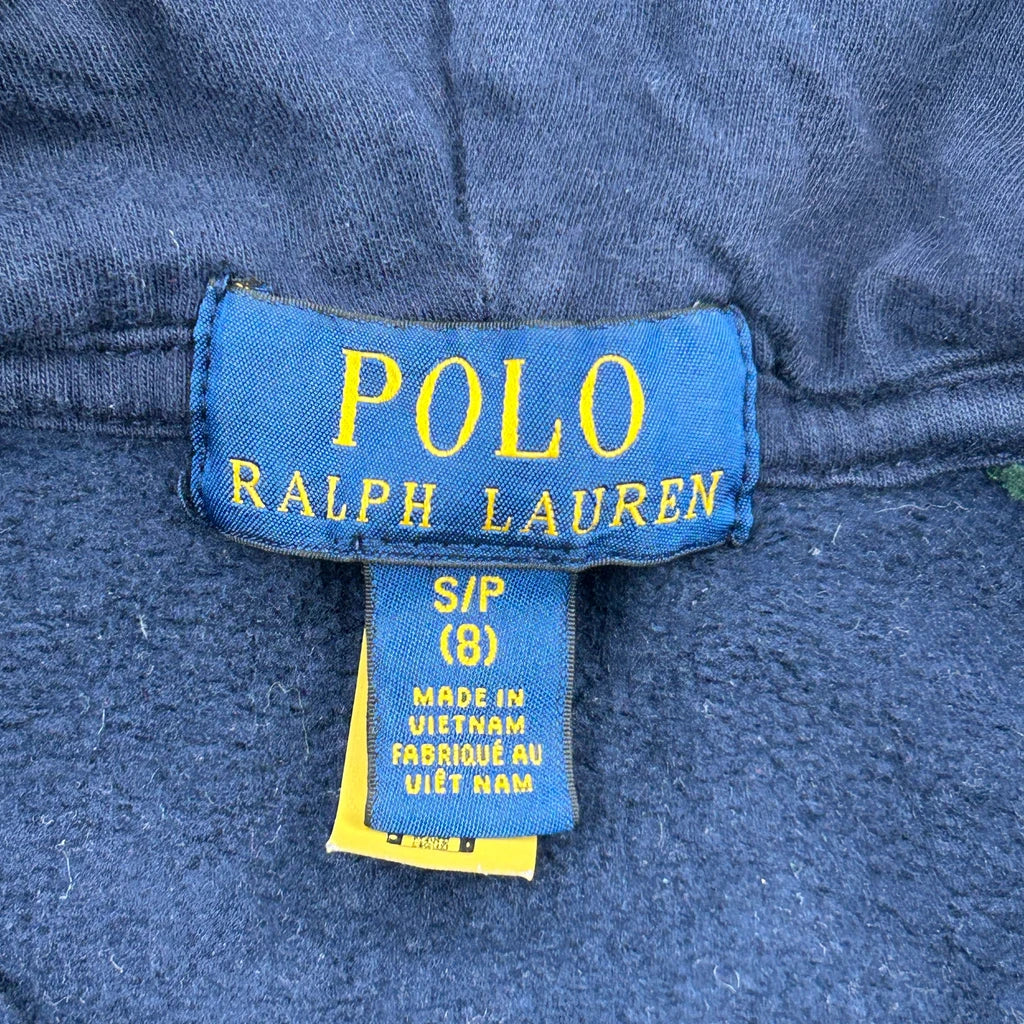 POLO
RALPH LAUREN
S/P
(8)
MADE IN
VIETNAM
FABRIQUÉ AU
VIÊT NAM